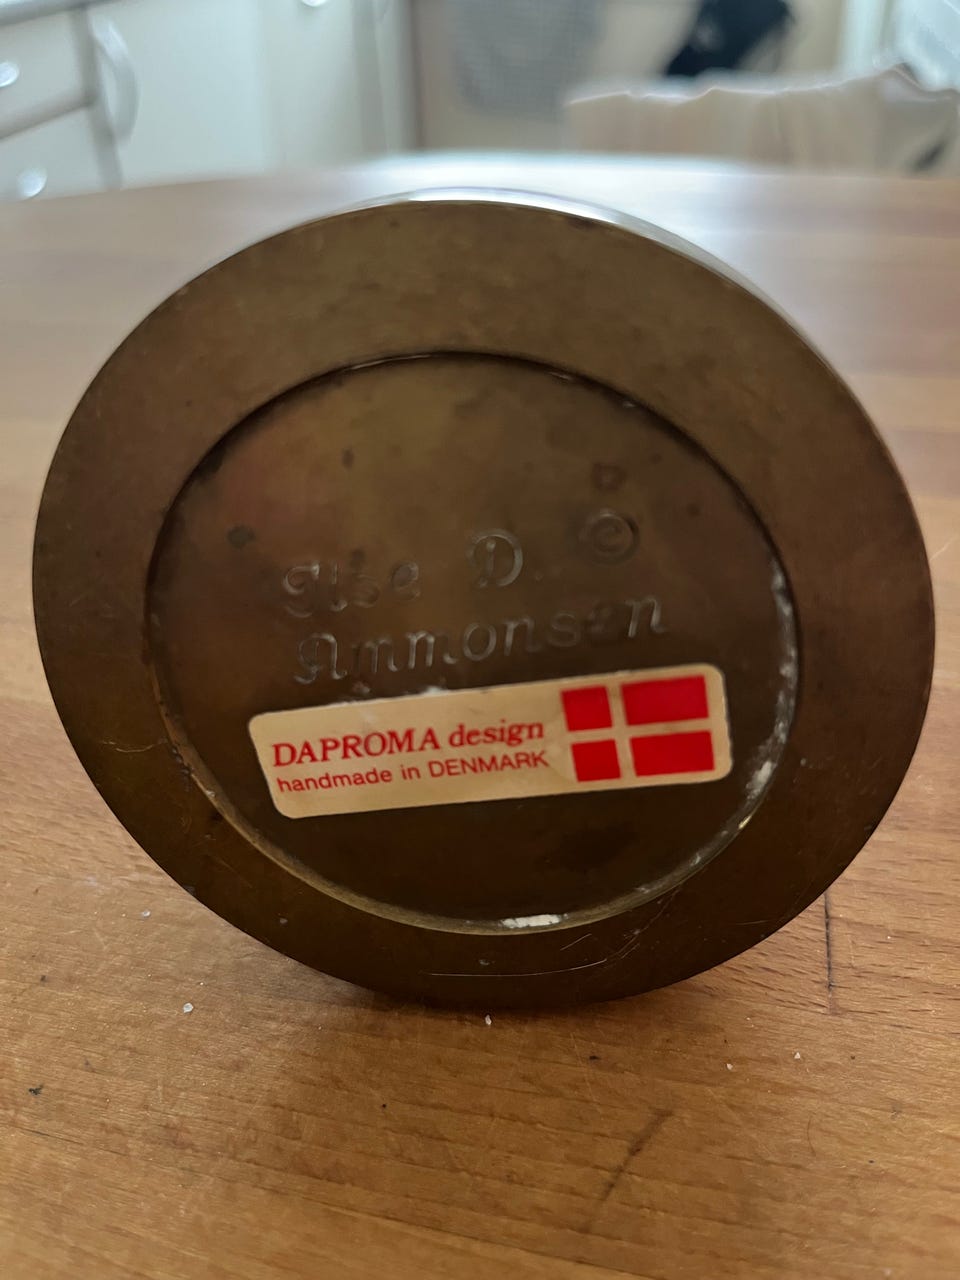 Ilse D. ©
Ammonsen
DAPROMA design
handmade in DENMARK